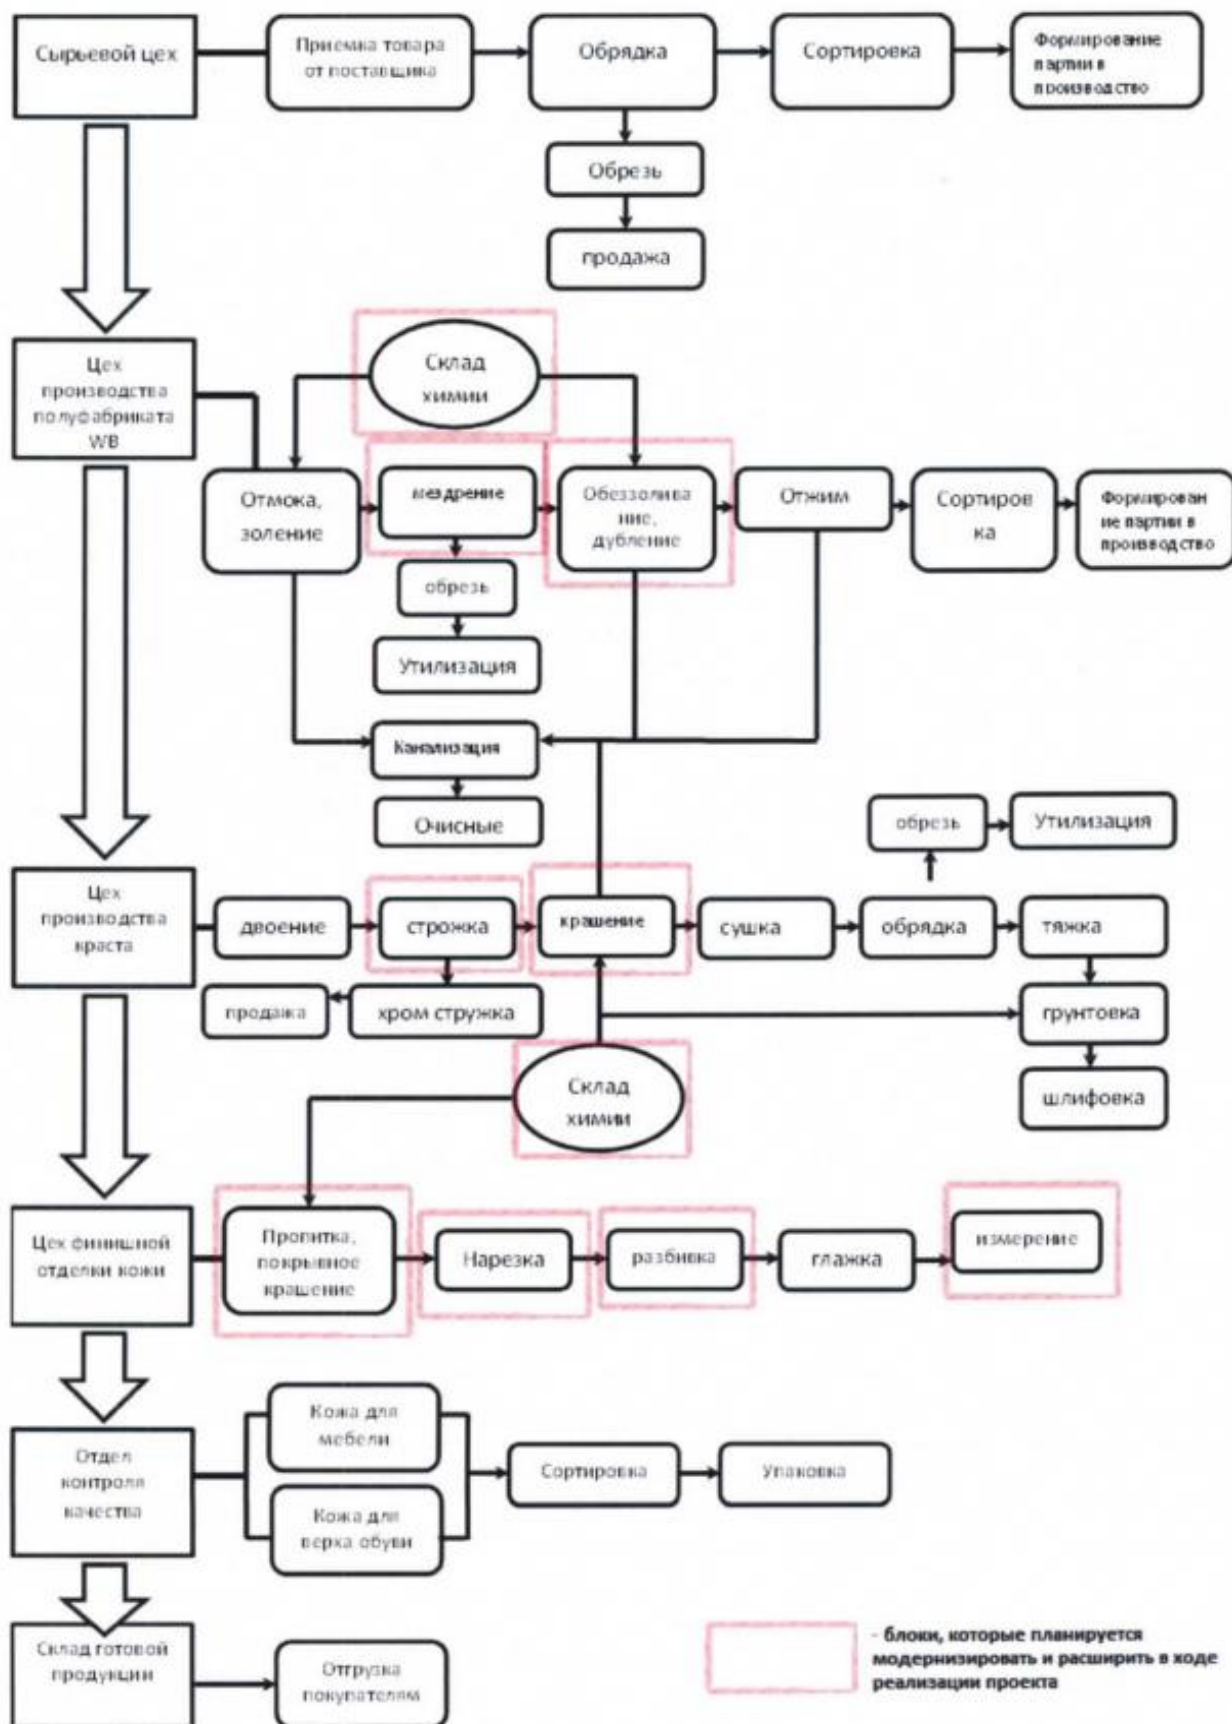 Сырьевой цех
Приемка товара
от поставщика
Обрядка
Сортировка
Формирование
партии в
производство
Обрезь
продажа
Цех
производства
полуфабриката
WB
Склад
химии
Отмока,
золение
мездрение
Обеззолива
ние,
дубление
Отжим
Сортиров
ка
Формирован
ие партии в
производство
обрезь
Утилизация
Канализация
Очисные
обрезь
Утилизация
Цех
производства
краста
двоение
строжка
крашение
сушка
обрядка
тяжка
продажа
хром стружка
грунтовка
Склад
химии
шлифовка
Цех финишной
отделки кожи
Пропитка,
покрывное
крашение
Нарезка
разбивка
глажка
измерение
Отдел
контроля
качества
Кожа для
мебели
Кожа для
верха обуви
Сортировка
Упаковка
Склад готовой
продукции
Отгрузка
покупателям
- блоки, которые планируется
модернизировать и расширить в ходе
реализации проекта